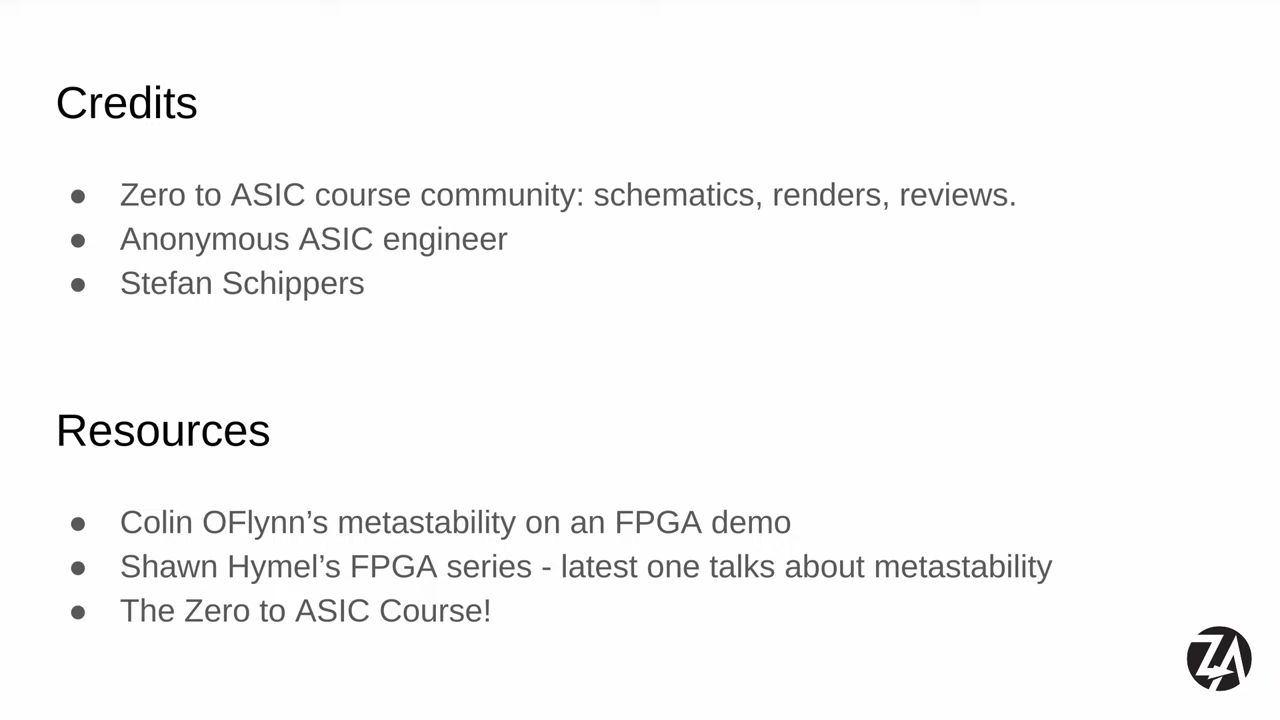 Credits
● Zero to ASIC course community: schematics, renders, reviews.
● Anonymous ASIC engineer
● Stefan Schippers
Resources
● Colin OFlynn’s metastability on an FPGA demo
● Shawn Hymel’s FPGA series - latest one talks about metastability
● The Zero to ASIC Course!
ZA